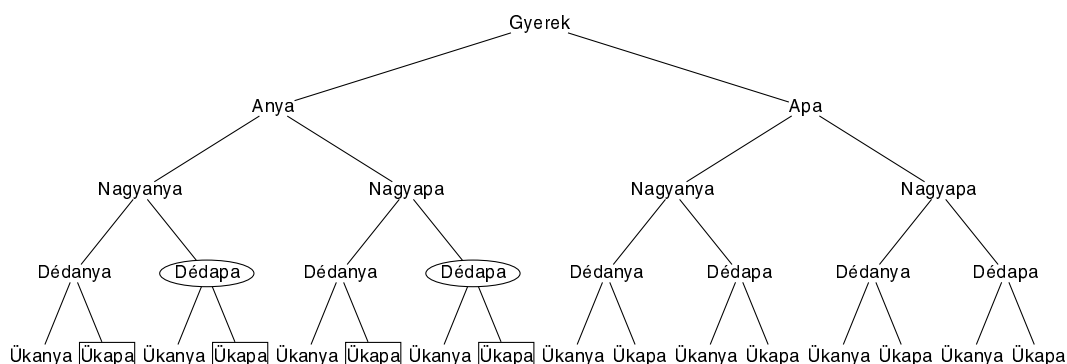 Gyerek
Anya Apa
Nagyanya Nagyapa Nagyanya Nagyapa
Dédanya Dédapa Dédanya Dédapa Dédanya Dédapa Dédanya Dédapa
Ükanya Ükapa Ükanya Ükapa Ükanya Ükapa Ükanya Ükapa Ükanya Ükapa Ükanya Ükapa Ükanya Ükapa Ükanya Ükapa